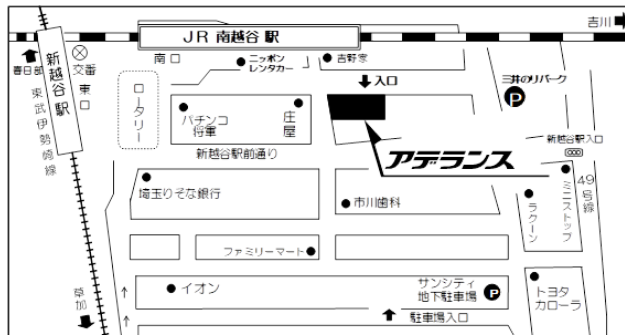 吉川
JR 南越谷 駅
新越谷 駅
春日部
交番
東口
南口
ロータリー
ニッポン
レンタカー
吉野家
入口
三井のリパーク
P
パチンコ
将軍
庄屋
新越谷駅前通り
アデランス
新越谷駅入口
東武伊勢崎線
埼玉りそな銀行
市川歯科
ラクーン
ミニストップ
49号線
ファミリーマート
イオン
サンシティ
地下駐車場
P
トヨタ
カローラ
草加
駐車場入口